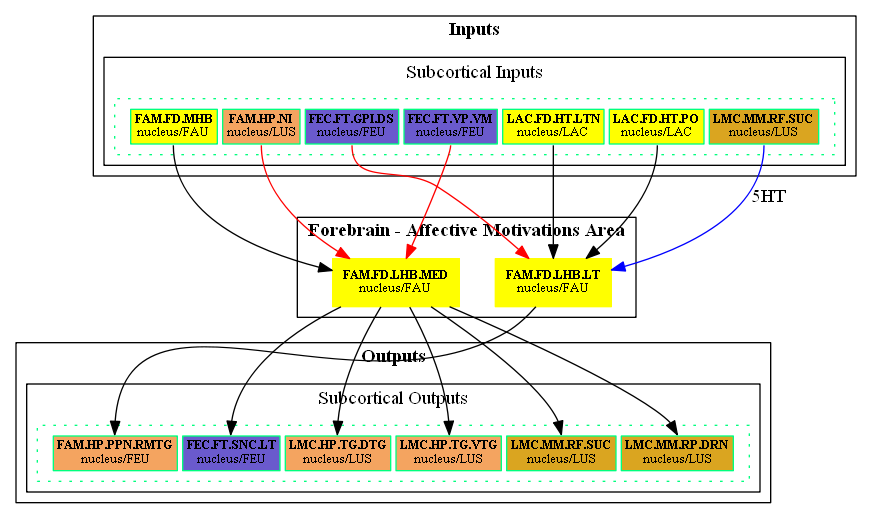 Inputs
Subcortical Inputs
FAM.FD.MHB
nucleus/FAU
FAM.HP.NI
nucleus/LUS
FEC.FT.GPI.DS
nucleus/FEU
FEC.FT.VP.VM
nucleus/FEU
LAC.FD.HT.LTN
nucleus/LAC
LAC.FD.HT.PO
nucleus/LAC
LMC.MM.RF.SUC
nucleus/LUS
5HT
Forebrain - Affective Motivations Area
FAM.FD.LHB.MED
nucleus/FAU
FAM.FD.LHB.LT
nucleus/FAU
Outputs
Subcortical Outputs
FAM.HP.PPN.RMTG
nucleus/FEU
FEC.FT.SNC.LT
nucleus/FEU
LMC.HP.TG.DTG
nucleus/LUS
LMC.HP.TG.VTG
nucleus/LUS
LMC.MM.RF.SUC
nucleus/LUS
LMC.MM.RP.DRN
nucleus/LUS